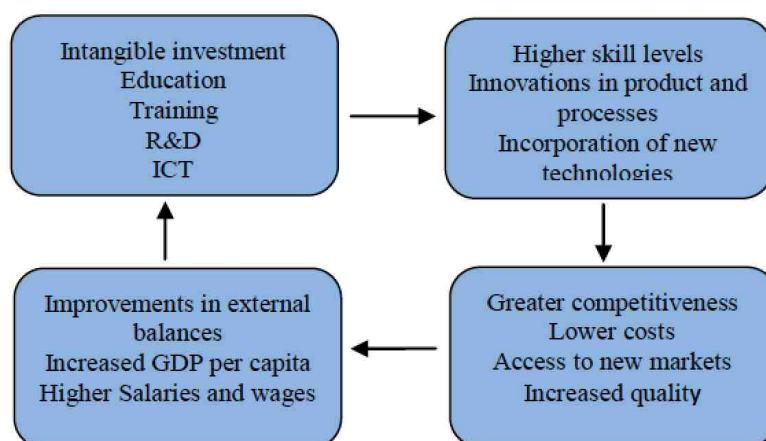 Intangible investment
Education
Training
R&D
ICT
Higher skill levels
Innovations in product and
processes
Incorporation of new
technologies
Greater competitiveness
Lower costs
Access to new markets
Increased quality
Improvements in external
balances
Increased GDP per capita
Higher Salaries and wages